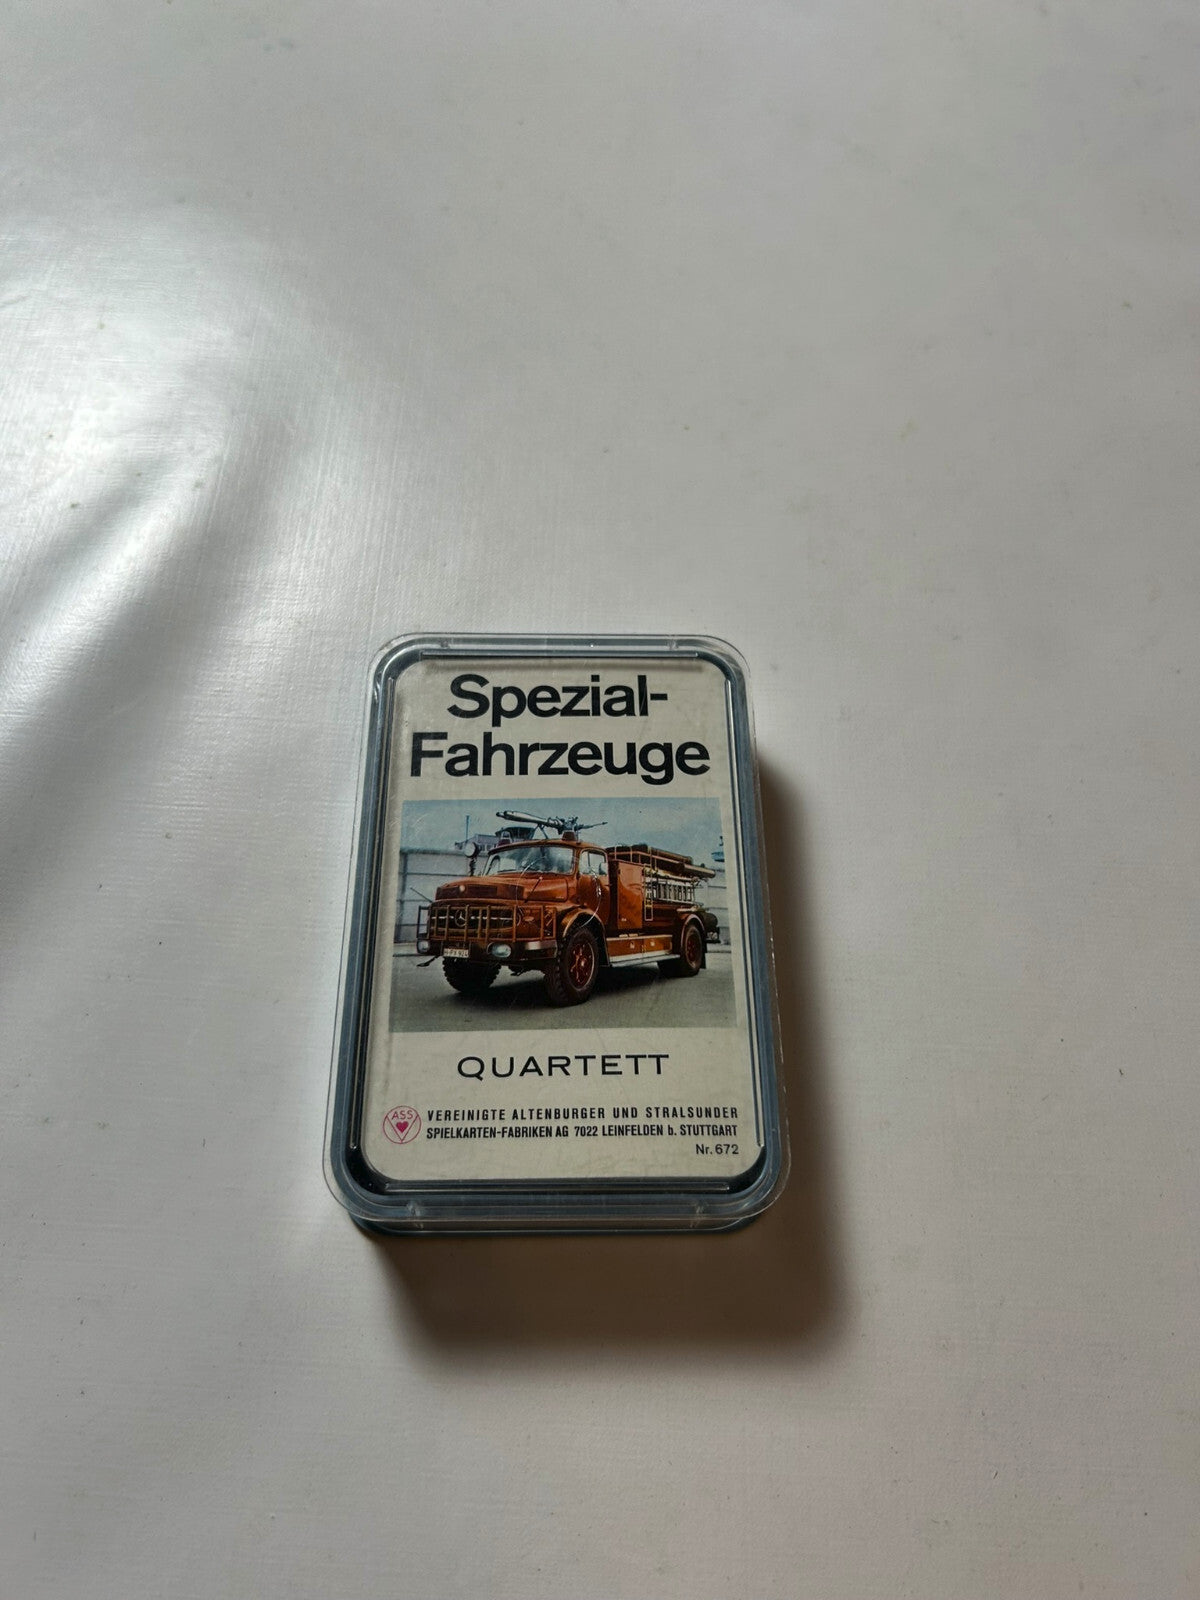 Spezial-
Fahrzeuge
QUARTETT
ASS
VEREINIGTE ALTENBURGER UND STRALSUNDER
SPIELKARTEN-FABRIKEN AG 7022 LEINFELDEN b. STUTTGART
Nr. 672